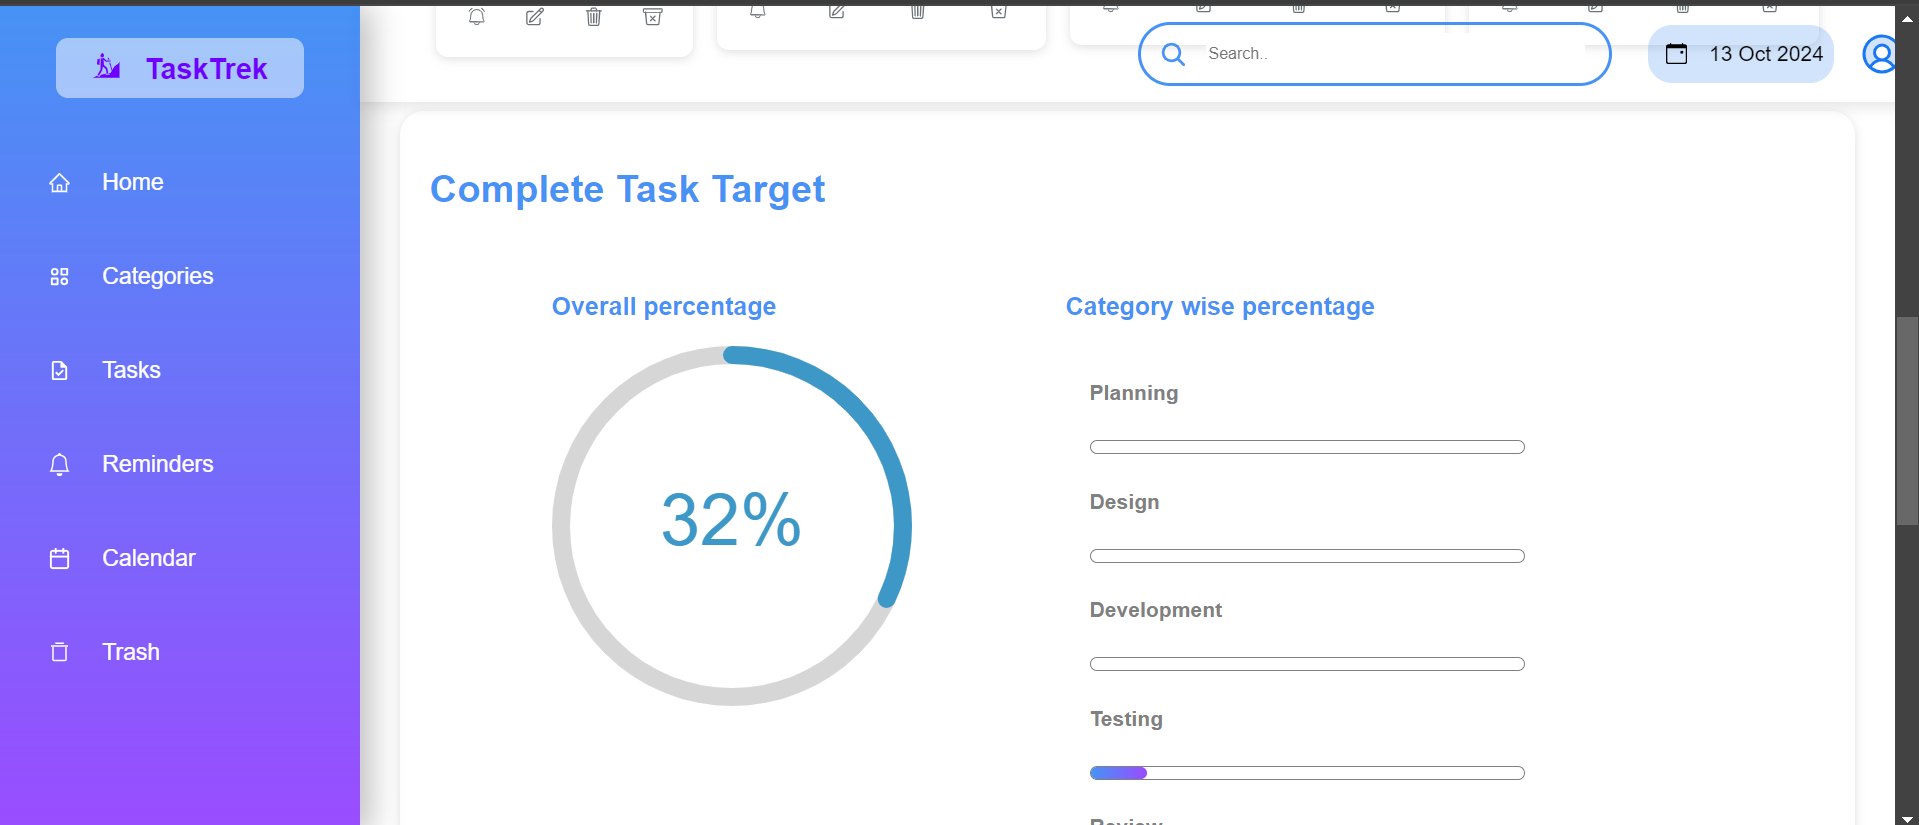 TaskTrek
Search..
13 Oct 2024
Home
Categories
Tasks
Reminders
Calendar
Trash
Complete Task Target
Overall percentage
32%
Category wise percentage
Planning
Design
Development
Testing
Review